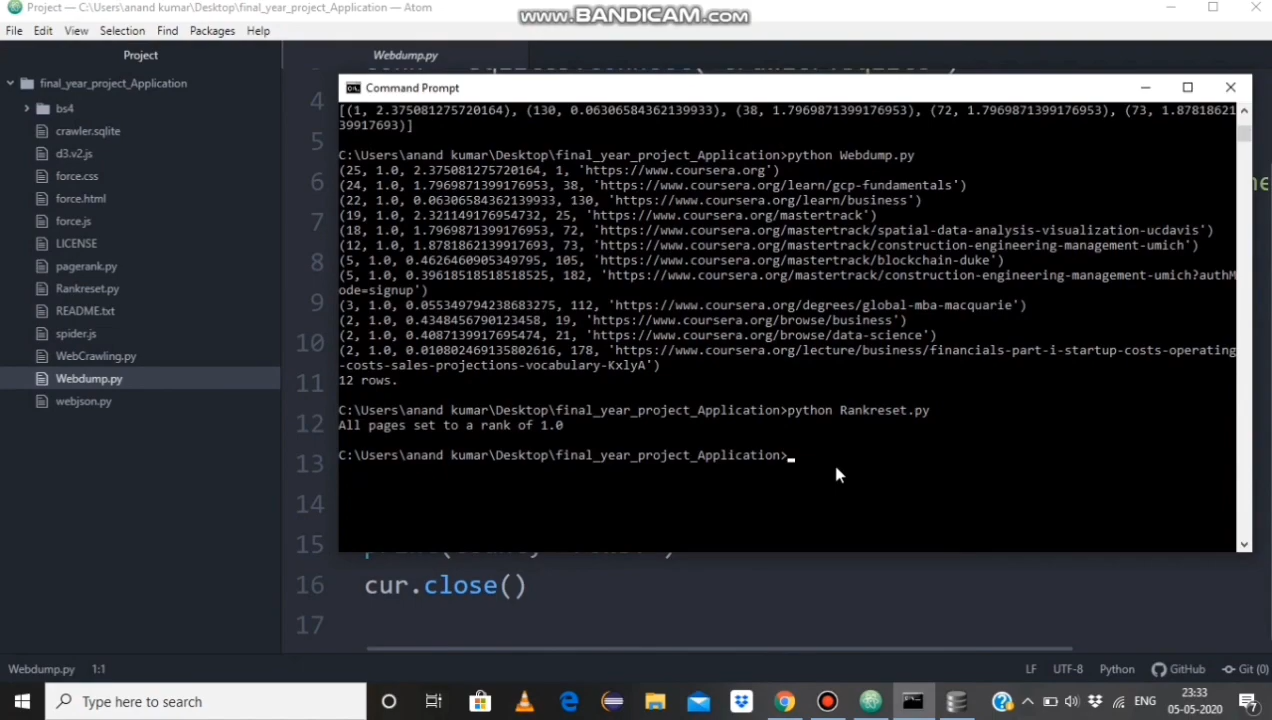 Project — C:\Users\anand kumar\Desktop\final_year_project_Application — Atom
www.BANDICAM.com
File Edit View Selection Find Packages Help
Project
Webdump.py
final_year_project_Application
bs4
crawler.sqlite
d3.v2.js
force.css
force.html
force.js
LICENSE
pagerank.py
Rankreset.py
README.txt
spider.js
WebCrawling.py
Webdump.py
webjson.py
4
5
6
7
8
9
10
11
12
13
14
15
16 cur.close()
17
Command Prompt
[(1, 2.375081275720164), (130, 0.06306584362139933), (38, 1.7969871399176953), (72, 1.7969871399176953), (73, 1.87818621
39917693)]
C:\Users\anand kumar\Desktop\final_year_project_Application>python Webdump.py
(25, 1.0, 2.375081275720164, 1, 'https://www.coursera.org')
(24, 1.0, 1.7969871399176953, 38, 'https://www.coursera.org/learn/gcp-fundamentals')
(22, 1.0, 0.06306584362139933, 130, 'https://www.coursera.org/learn/business')
(19, 1.0, 2.321149176954732, 25, 'https://www.coursera.org/mastertrack')
(18, 1.0, 1.7969871399176953, 72, 'https://www.coursera.org/mastertrack/spatial-data-analysis-visualization-ucdavis')
(12, 1.0, 1.8781862139917693, 73, 'https://www.coursera.org/mastertrack/construction-engineering-management-umich')
(5, 1.0, 0.4626460905349795, 105, 'https://www.coursera.org/mastertrack/blockchain-duke')
(5, 1.0, 0.39618518518518525, 182, 'https://www.coursera.org/mastertrack/construction-engineering-management-umich?authM
ode=signup')
(3, 1.0, 0.055349794238683275, 112, 'https://www.coursera.org/degrees/global-mba-macquarie')
(2, 1.0, 0.4348456790123458, 19, 'https://www.coursera.org/browse/business')
(2, 1.0, 0.4087139917695474, 21, 'https://www.coursera.org/browse/data-science')
(2, 1.0, 0.010802469135802616, 178, 'https://www.coursera.org/lecture/business/financials-part-i-startup-costs-operating
-costs-sales-projections-vocabulary-KxlyA')
12 rows.
C:\Users\anand kumar\Desktop\final_year_project_Application>python Rankreset.py
All pages set to a rank of 1.0
C:\Users\anand kumar\Desktop\final_year_project_Application>
Webdump.py 1:1 LF UTF-8 Python GitHub Git (0)
Type here to search
ENG
23:33
05-05-2020
7